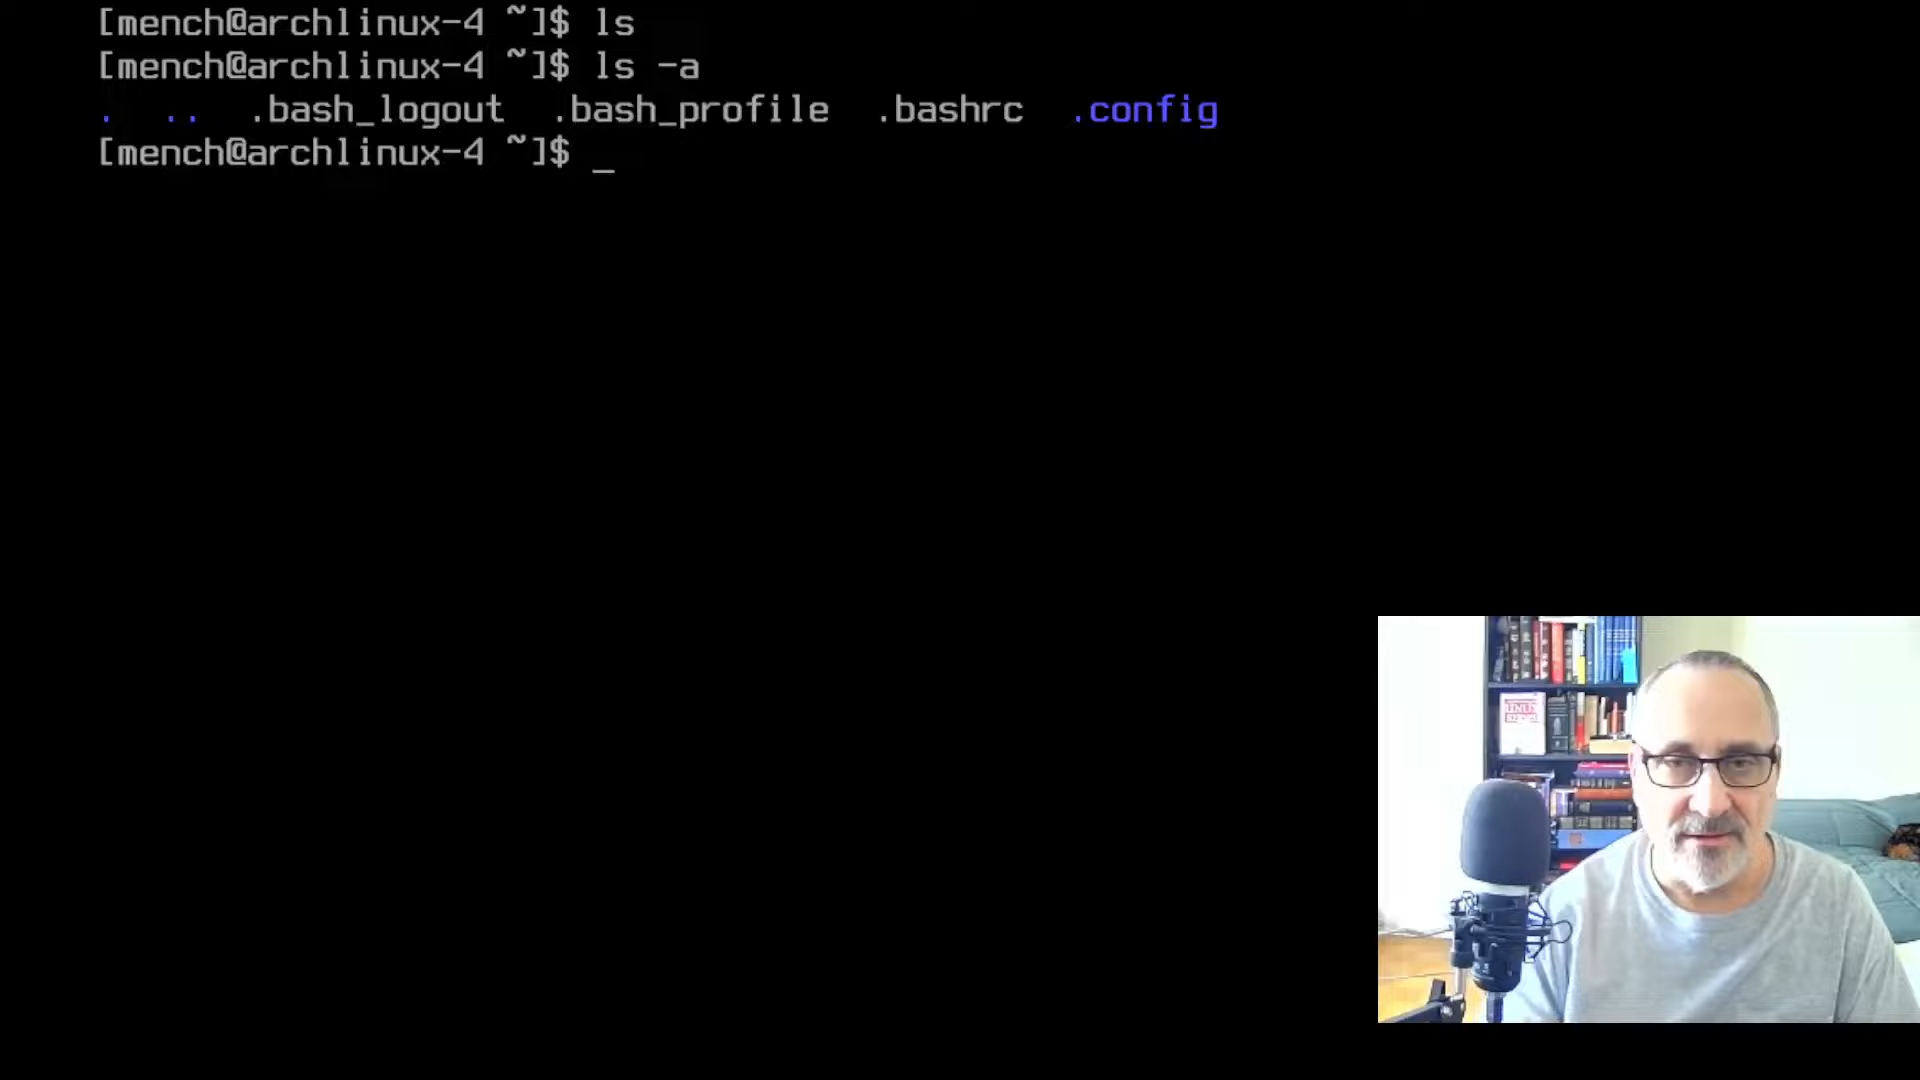 [mench@archlinux-4 ~]$ ls
[mench@archlinux-4 ~]$ ls -a
.  ..  .bash_logout  .bash_profile  .bashrc  .config
[mench@archlinux-4 ~]$ _